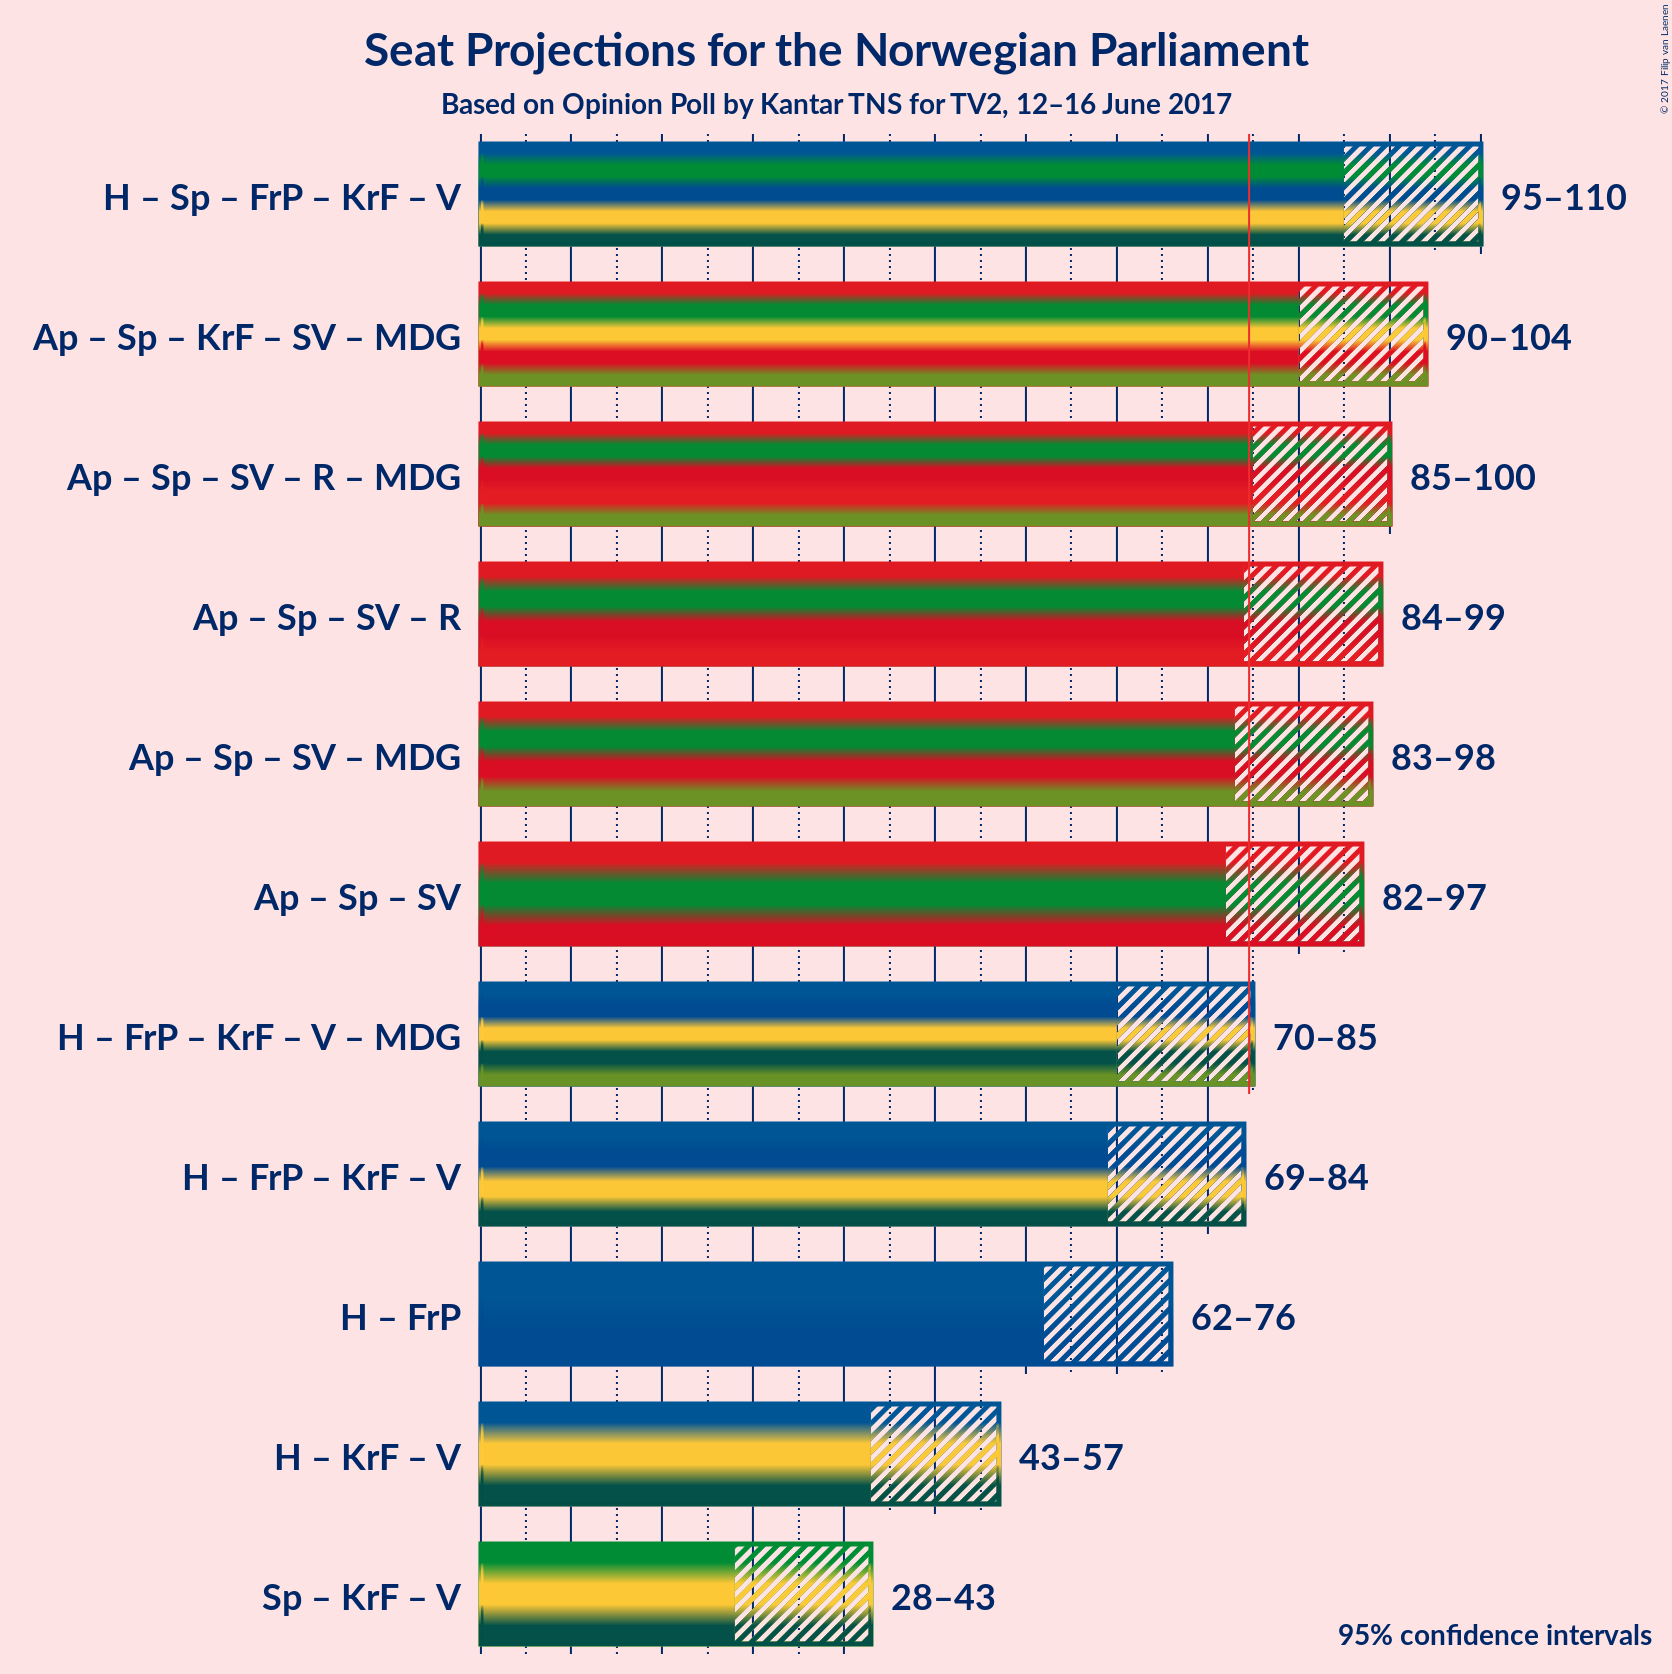 Seat Projections for the Norwegian Parliament
Based on Opinion Poll by Kantar TNS for TV2, 12–16 June 2017
© 2017 Filip van Laenen
H – Sp – FrP – KrF – V 95–110
Ap – Sp – KrF – SV – MDG 90–104
Ap – Sp – SV – R – MDG 85–100
Ap – Sp – SV – R 84–99
Ap – Sp – SV – MDG 83–98
Ap – Sp – SV 82–97
H – FrP – KrF – V – MDG 70–85
H – FrP – KrF – V 69–84
H – FrP 62–76
H – KrF – V 43–57
Sp – KrF – V 28–43
95% confidence intervals